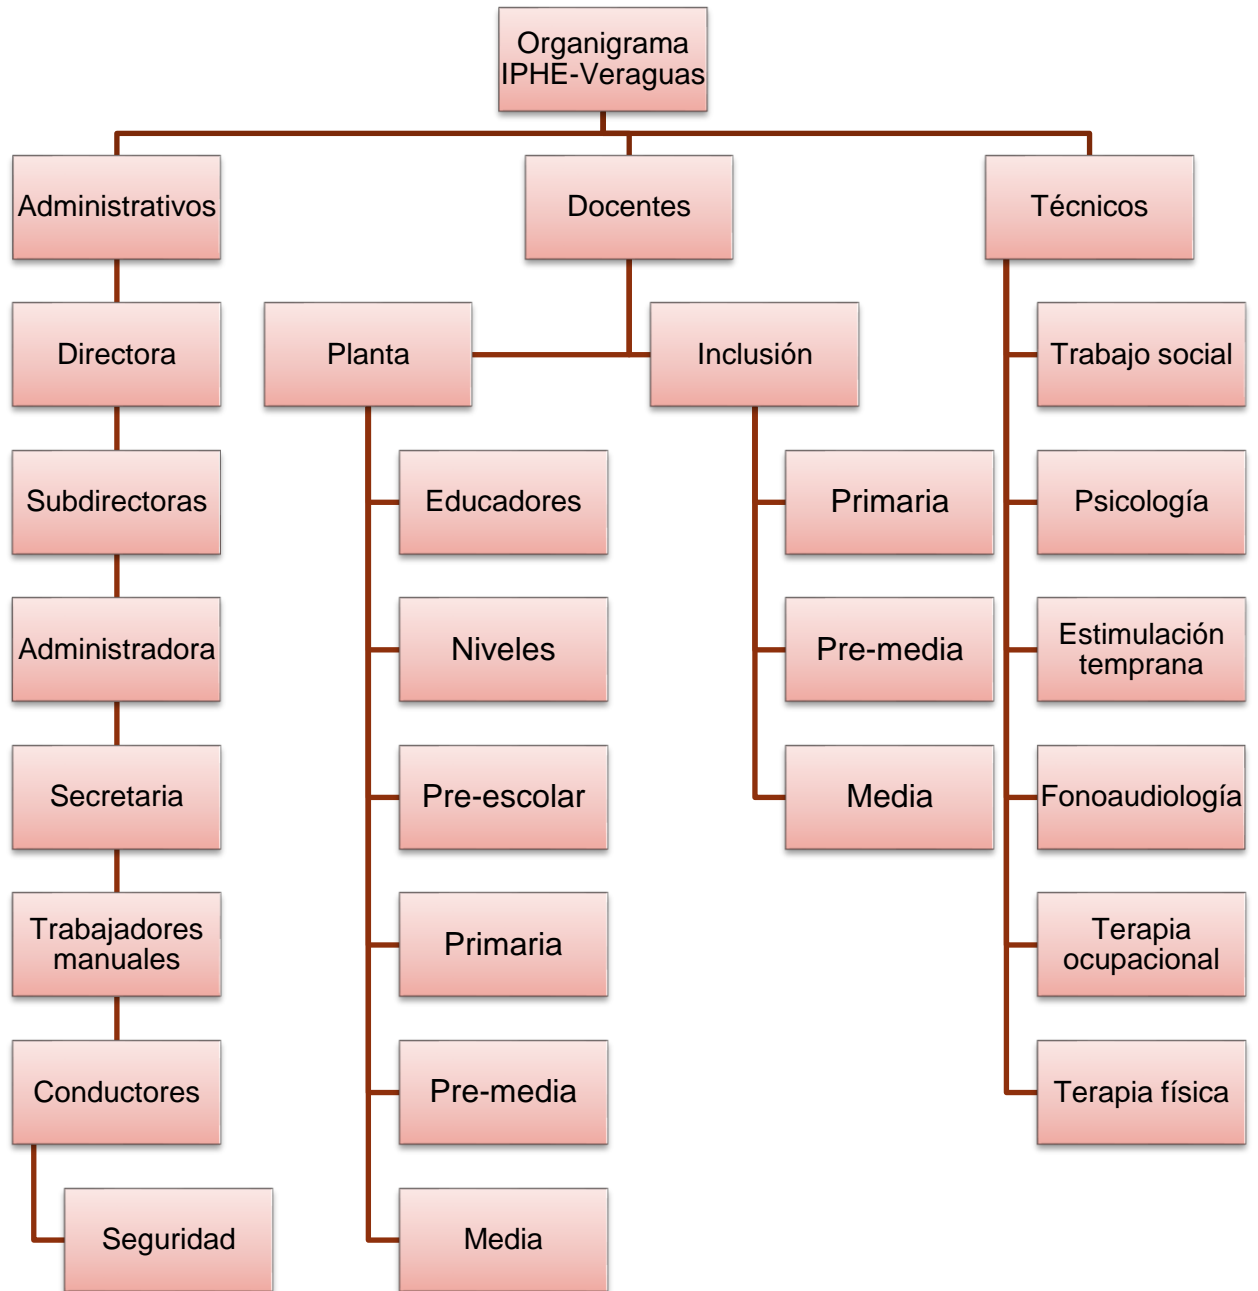 Organigrama
IPHE-Veraguas
Administrativos
Docentes
Técnicos
Directora
Planta
Inclusión
Trabajo social
Subdirectoras
Educadores
Primaria
Psicología
Administradora
Niveles
Pre-media
Estimulación
temprana
Secretaria
Pre-escolar
Media
Fonoaudiología
Trabajadores
manuales
Primaria
Terapia
ocupacional
Conductores
Pre-media
Terapia física
Seguridad
Media